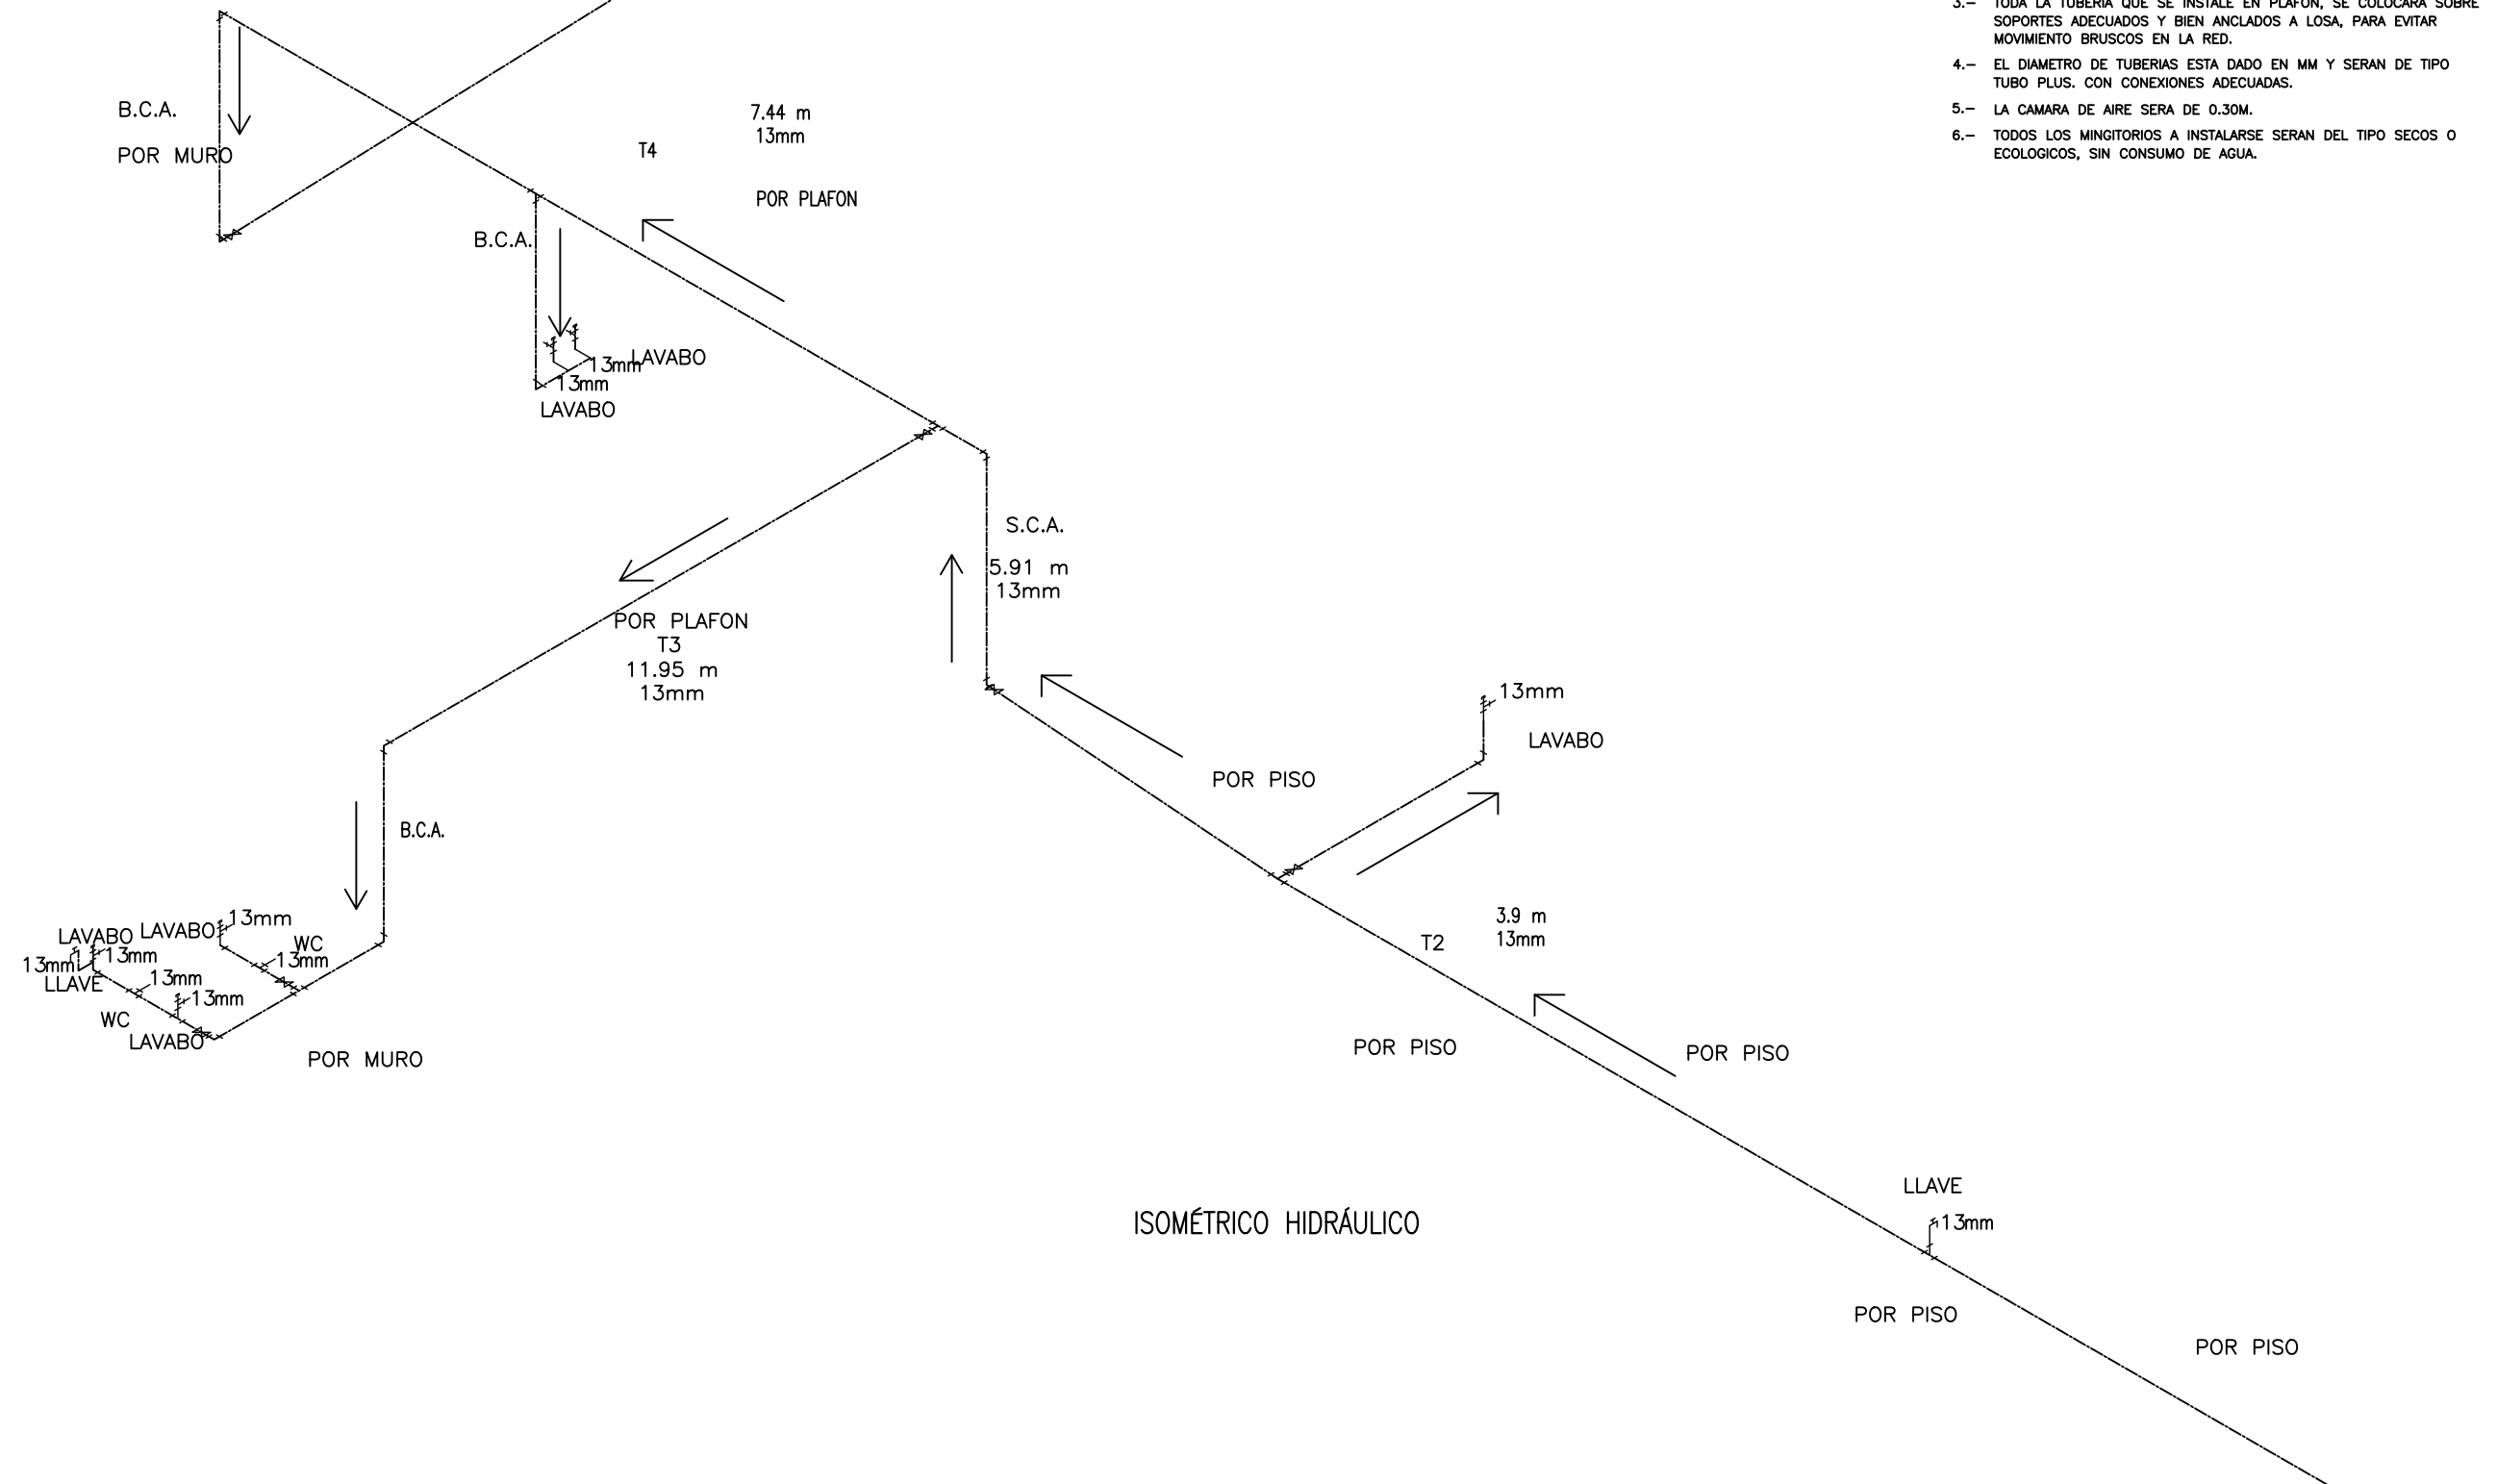 3.- TODA LA TUBERIA QUE SE INSTALE EN PLAFON, SE COLOCARA SOBRE
SOPORTES ADECUADOS Y BIEN ANCLADOS A LOSA, PARA EVITAR
MOVIMIENTO BRUSCOS EN LA RED.
4.- EL DIAMETRO DE TUBERIAS ESTA DADO EN MM Y SERAN DE TIPO
TUBO PLUS. CON CONEXIONES ADECUADAS.
5.- LA CAMARA DE AIRE SERA DE 0.30M.
6.- TODOS LOS MINGITORIOS A INSTALARSE SERAN DEL TIPO SECOS O
ECOLOGICOS, SIN CONSUMO DE AGUA.
B.C.A.
POR MURO
7.44 m
13mm
T4
POR PLAFON
B.C.A.
LAVABO
13mm
13mm
LAVABO
S.C.A.
5.91 m
13mm
POR PLAFON
T3
11.95 m
13mm
13mm
LAVABO
POR PISO
B.C.A.
3.9 m
13mm
T2
LAVABO
LAVABO
13mm
WC
13mm
13mm
13mm
LLAVE
13mm
13mm
WC
LAVABO
POR MURO
POR PISO
POR PISO
LLAVE
13mm
ISOMÉTRICO HIDRÁULICO
POR PISO
POR PISO